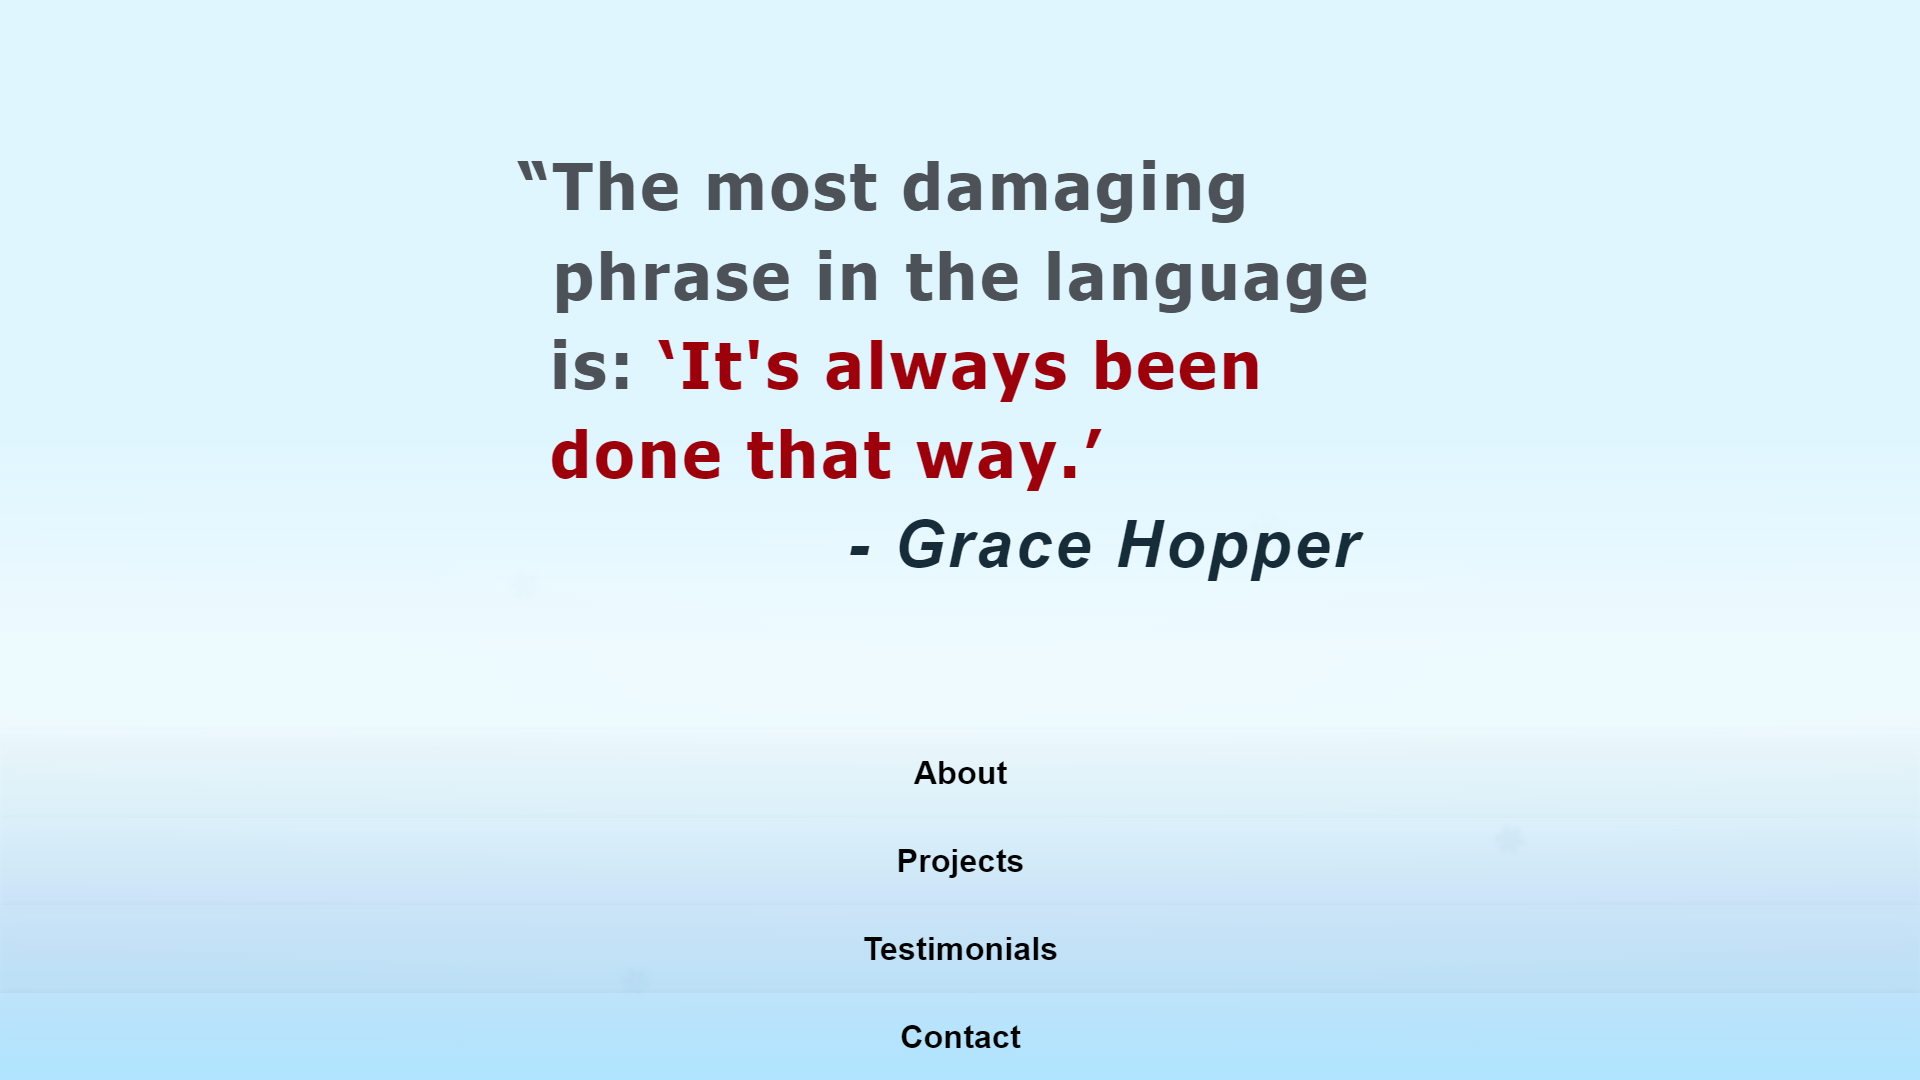 ‟The most damaging
phrase in the language
is: ‛It's always been
done that way.’
- Grace Hopper
About
Projects
Testimonials
Contact